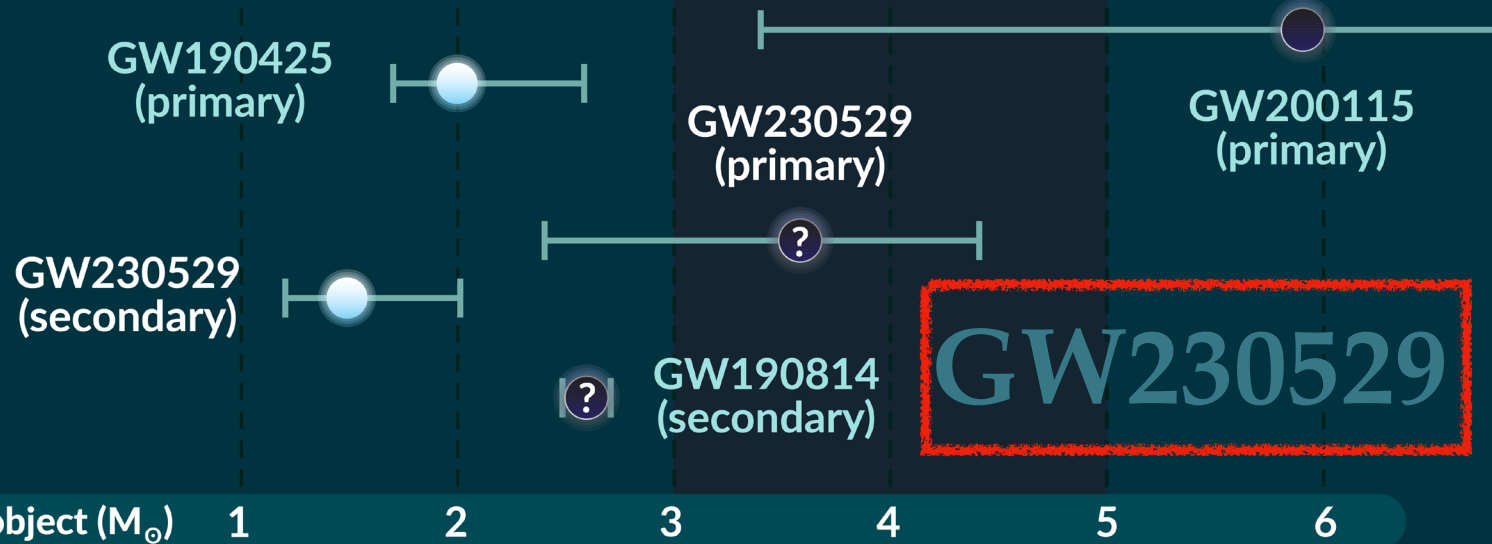 GW190425
(primary)
GW230529
(primary)
GW200115
(primary)
GW230529
(secondary)
?
?
GW190814
(secondary)
GW230529
object (M☉) 1 2 3 4 5 6